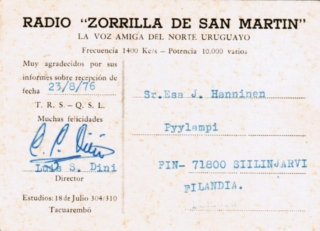 RADIO "ZORRILLA DE SAN MARTIN"
LA VOZ AMIGA DEL NORTE URUGUAYO
Frecuencia 1400 Kc/s - Potencia 10.000 vatios
Muy agradecidos por sus
informes sobre recepción de
fecha 23/8/76
T. R. S - Q. S. L.
Muchas felicidades
Director
Estudios: 18 de Julio 304/310
Tacuarembó
Sr. Esa J. Hanninen
Pyylampi
FIN- 71800 SIILINJARVI
FILANDIA.